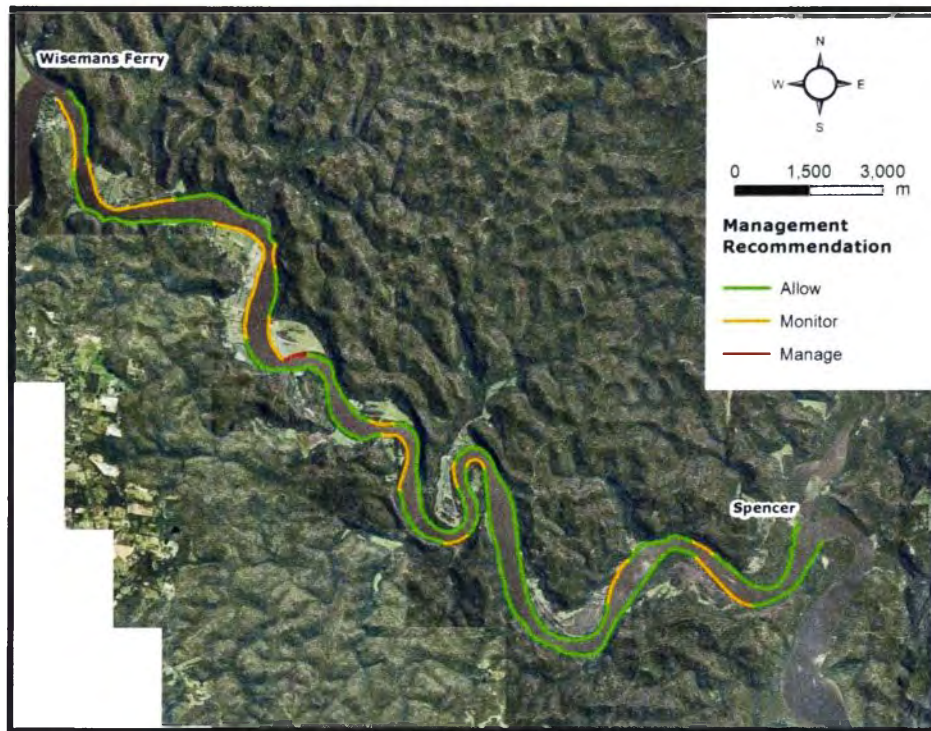 Wisemans Ferry
N
W
E
S
0 1,500 3,000
m
Management
Recommendation
Allow
Monitor
Manage
Spencer